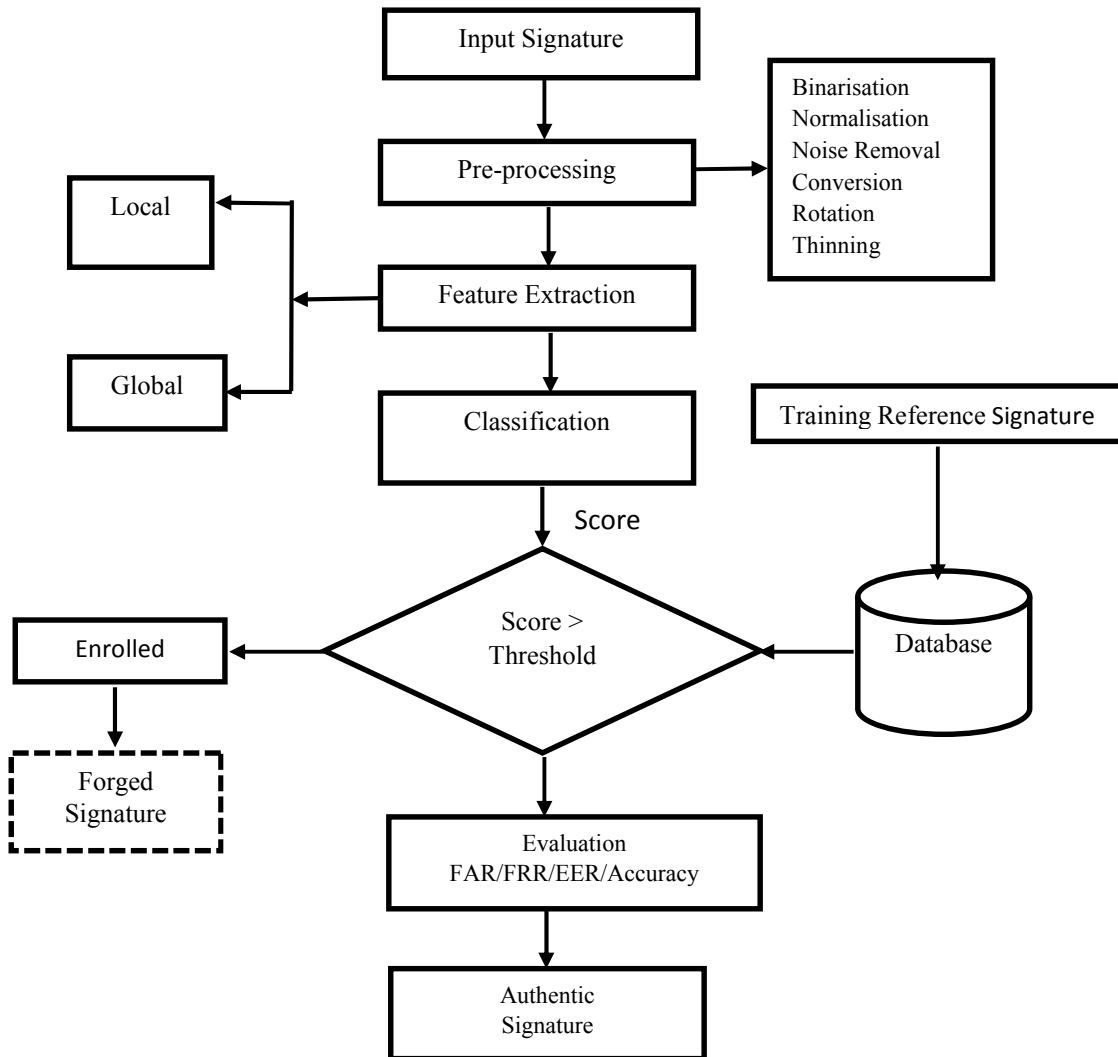 Input Signature
Binarisation
Normalisation
Noise Removal
Conversion
Rotation
Thinning
Pre-processing
Local
Feature Extraction
Global
Classification
Training Reference Signature
Score
Score >
Threshold
Database
Enrolled
Forged
Signature
Evaluation
FAR/FRR/EER/Accuracy
Authentic
Signature